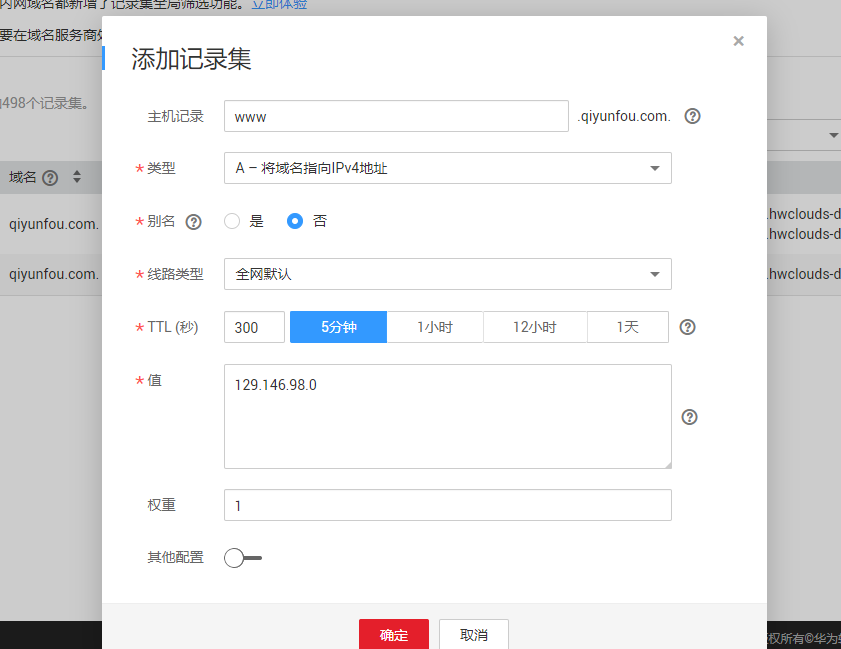 内网域名都新增了记录集全局筛选功能。立即体验
要在域名服务商处
添加记录集
×
498个记录集。
主机记录 www .qiyunfou.com. ?
* 类型 A – 将域名指向IPv4地址
域名 ?
* 别名 ? 是 否
qiyunfou.com.
.hwclouds-d
.hwclouds-d
* 线路类型 全网默认
qiyunfou.com.
.hwclouds-d
* TTL (秒) 300 5分钟 1小时 12小时 1天 ?
* 值 129.146.98.0 ?
权重 1
其他配置
确定 取消
权所有©华为